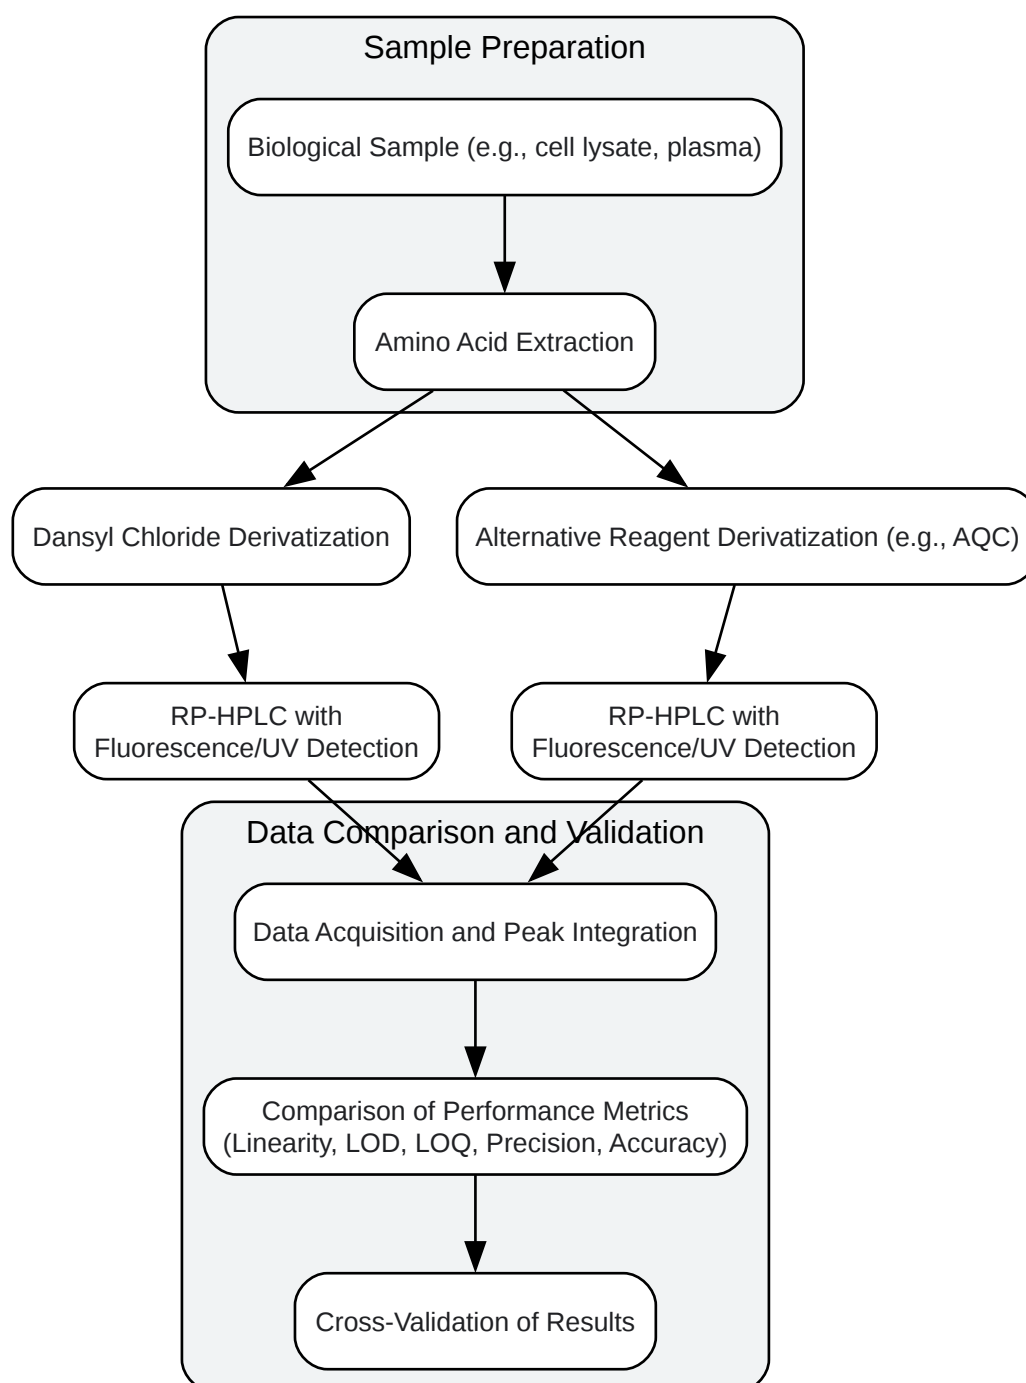 Sample Preparation
Biological Sample (e.g., cell lysate, plasma)
Amino Acid Extraction
Dansyl Chloride Derivatization
Alternative Reagent Derivatization (e.g., AQC)
RP-HPLC with
Fluorescence/UV Detection
RP-HPLC with
Fluorescence/UV Detection
Data Comparison and Validation
Data Acquisition and Peak Integration
Comparison of Performance Metrics
(Linearity, LOD, LOQ, Precision, Accuracy)
Cross-Validation of Results